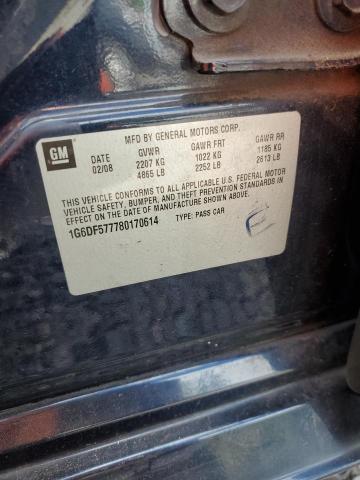 MFD BY GENERAL MOTORS CORP.
GM
DATE GVWR GAWR FRT GAWR RR
02/08 2207 KG 1022 KG 1185 KG
4865 LB 2252 LB 2613 LB
THIS VEHICLE CONFORMS TO ALL APPLICABLE U.S. FEDERAL MOTOR
VEHICLE SAFETY, BUMPER, AND THEFT PREVENTION STANDARDS IN
EFFECT ON THE DATE OF MANUFACTURE SHOWN ABOVE.
1G6DF577780170614 TYPE: PASS CAR